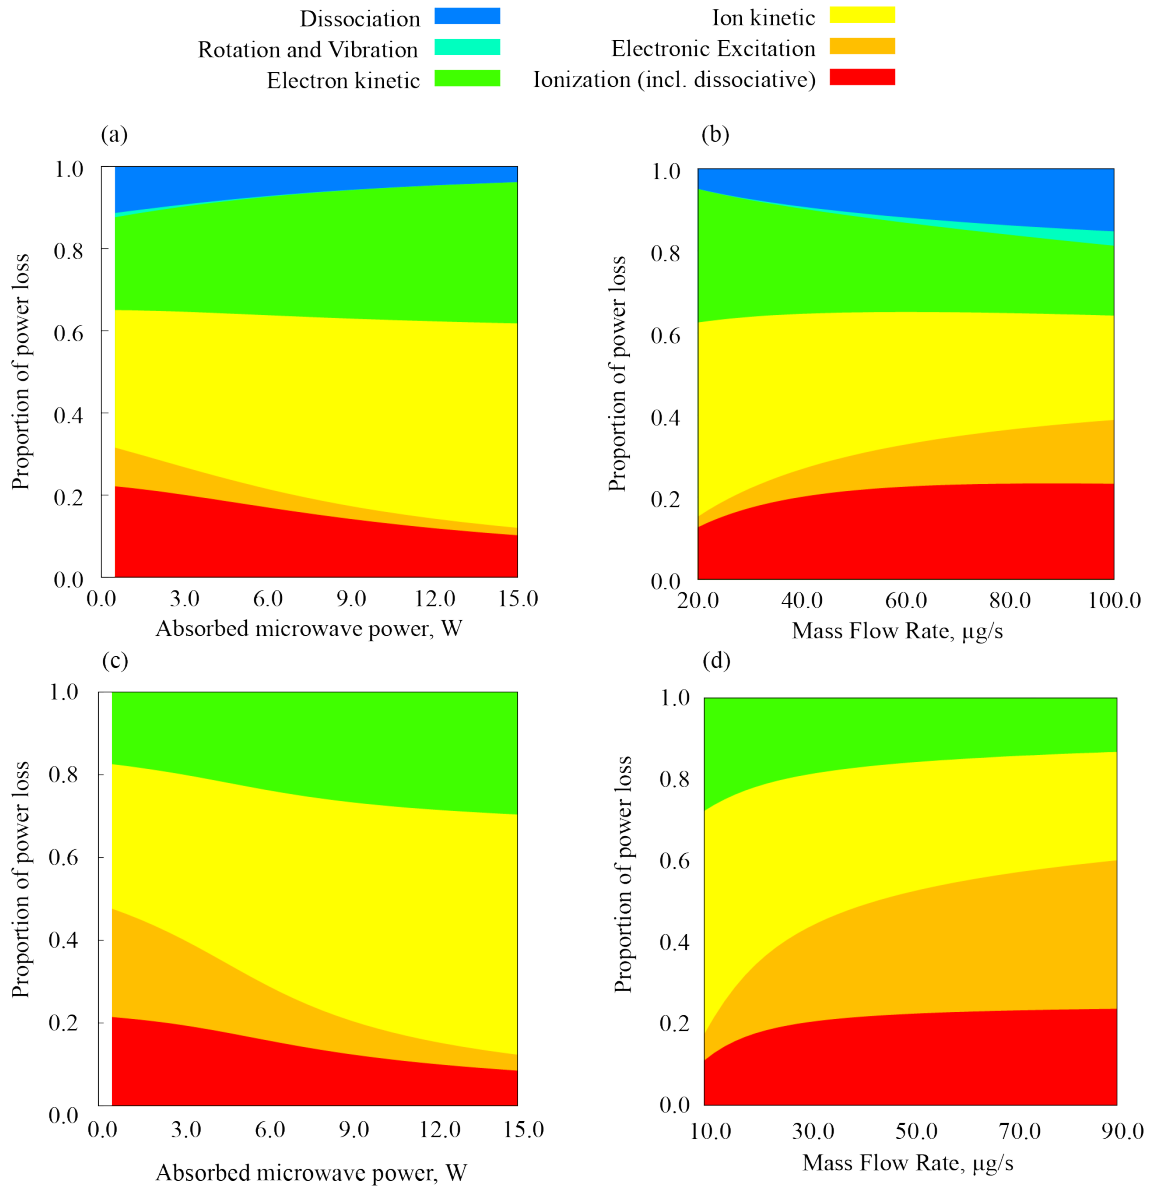 Dissociation
Rotation and Vibration
Electron kinetic
Ion kinetic
Electronic Excitation
Ionization (incl. dissociative)
(a)
Proportion of power loss
1.0
0.8
0.6
0.4
0.2
0.0
0.0 3.0 6.0 9.0 12.0 15.0
Absorbed microwave power, W
(b)
Proportion of power loss
1.0
0.8
0.6
0.4
0.2
0.0
20.0 40.0 60.0 80.0 100.0
Mass Flow Rate, μg/s
(c)
Proportion of power loss
1.0
0.8
0.6
0.4
0.2
0.0
0.0 3.0 6.0 9.0 12.0 15.0
Absorbed microwave power, W
(d)
Proportion of power loss
1.0
0.8
0.6
0.4
0.2
0.0
10.0 30.0 50.0 70.0 90.0
Mass Flow Rate, μg/s